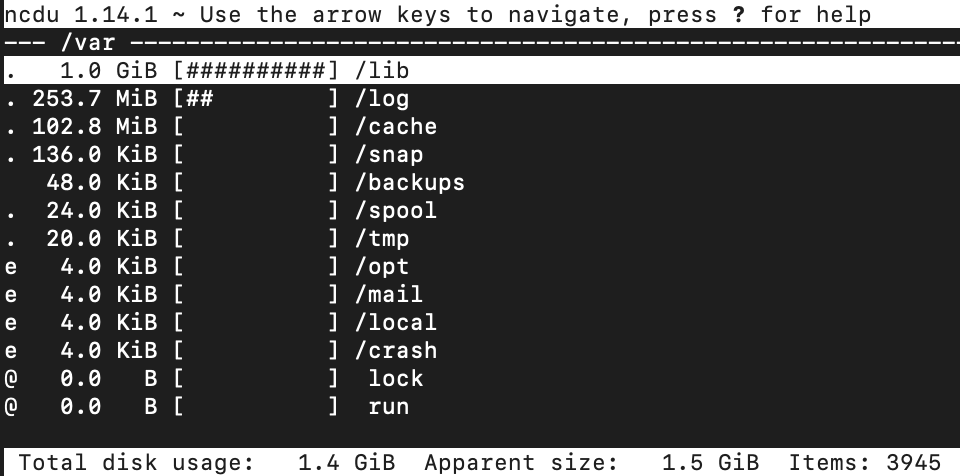 ncdu 1.14.1 ~ Use the arrow keys to navigate, press ? for help
--- /var -------------------------------------------------------------
.   1.0 GiB [##########] /lib
. 253.7 MiB [##        ] /log
. 102.8 MiB [          ] /cache
. 136.0 KiB [          ] /snap
   48.0 KiB [          ] /backups
.  24.0 KiB [          ] /spool
.  20.0 KiB [          ] /tmp
e   4.0 KiB [          ] /opt
e   4.0 KiB [          ] /mail
e   4.0 KiB [          ] /local
e   4.0 KiB [          ] /crash
@   0.0   B [          ]  lock
@   0.0   B [          ]  run
 Total disk usage:   1.4 GiB  Apparent size:   1.5 GiB  Items: 3945